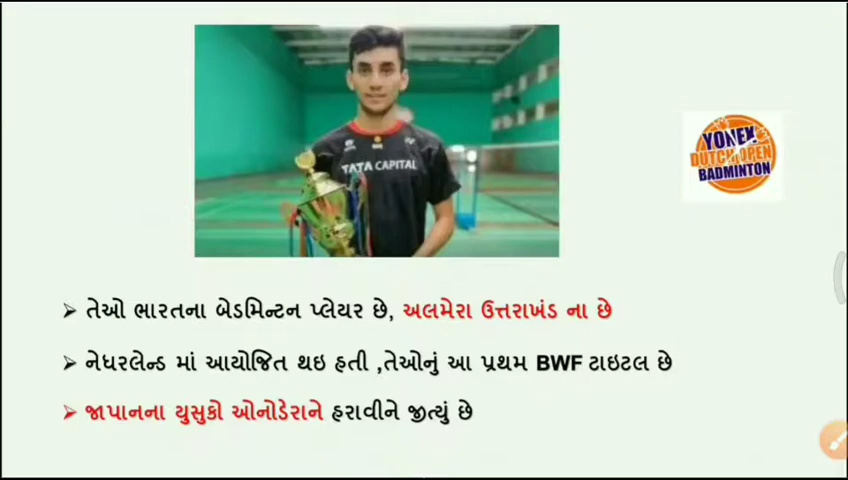 TATA CAPITAL
YONEX
DUTCH OPEN
BADMINTON
➢ તેઓ ભારતના બેડમિન્ટન પ્લેયર છે, અલમેરા ઉત્તરાખંડ ના છે
➢ નેધરલેન્ડ માં આયોજિત થઇ હતી ,તેઓનું આ પ્રથમ BWF ટાઇટલ છે
➢ જાપાનના યુસુકો ઓનોડેરાને હરાવીને જીત્યું છે